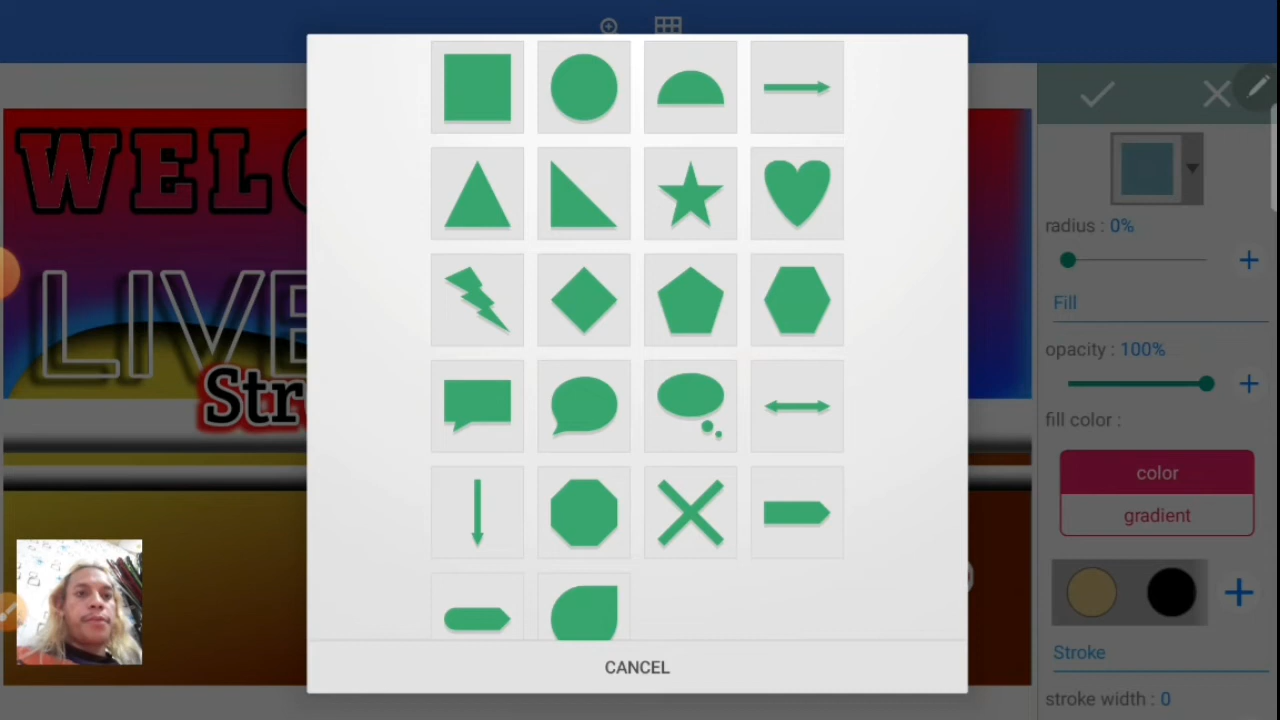 WEL
LIVE
Str
radius : 0%
Fill
opacity : 100%
fill color :
color
gradient
Stroke
stroke width : 0
CANCEL